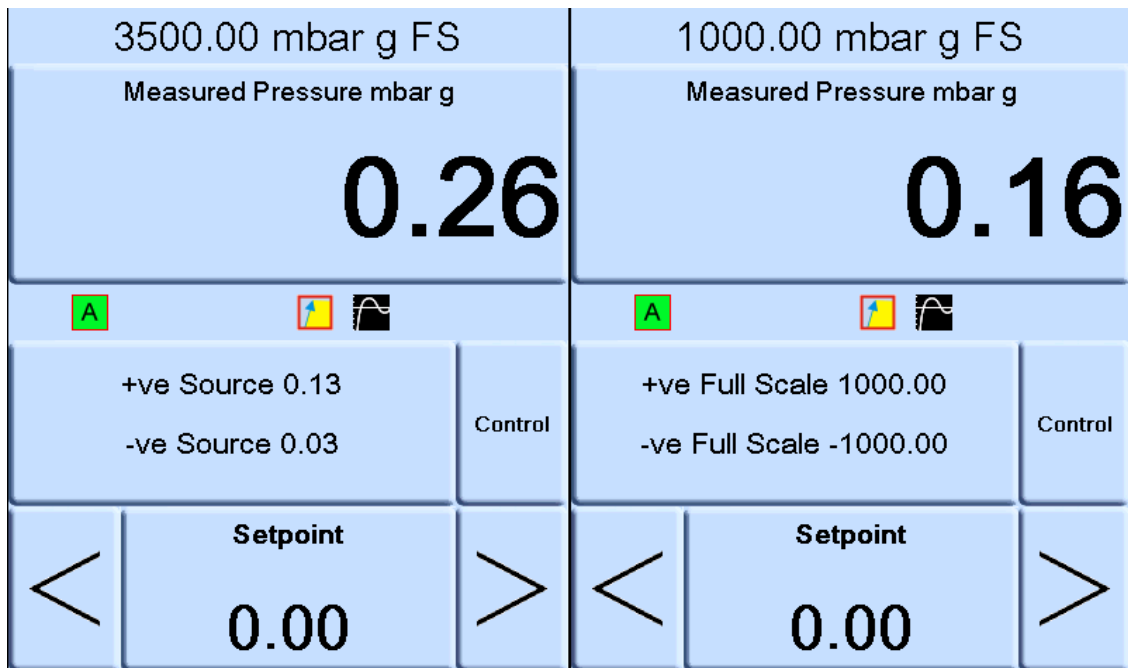 3500.00 mbar g FS
Measured Pressure mbar g
0.26
A
+ve Source 0.13
-ve Source 0.03
Control
Setpoint
<
0.00
>
1000.00 mbar g FS
Measured Pressure mbar g
0.16
A
+ve Full Scale 1000.00
-ve Full Scale -1000.00
Control
Setpoint
<
0.00
>